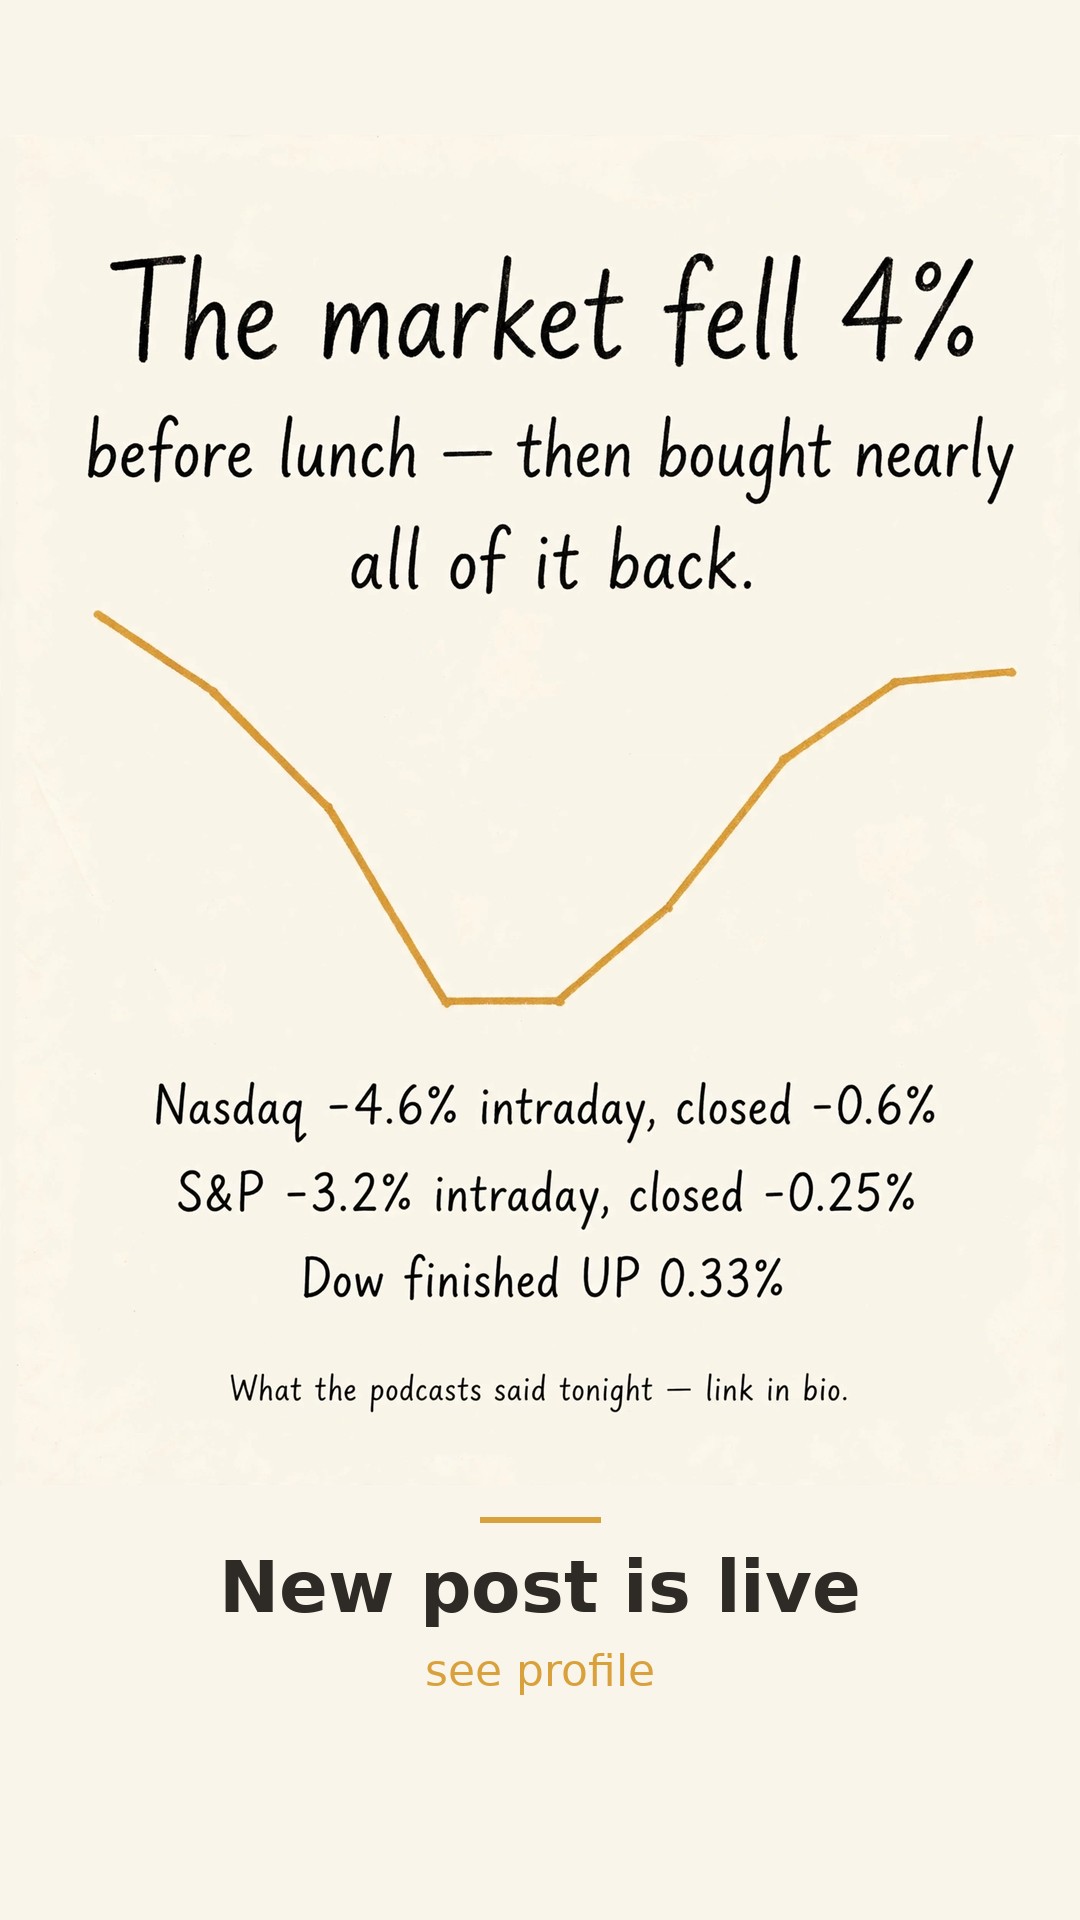 The market fell 4%
before lunch — then bought nearly
all of it back.
Nasdaq -4.6% intraday, closed -0.6%
S&P -3.2% intraday, closed -0.25%
Dow finished UP 0.33%
What the podcasts said tonight — link in bio.
New post is live
see profile